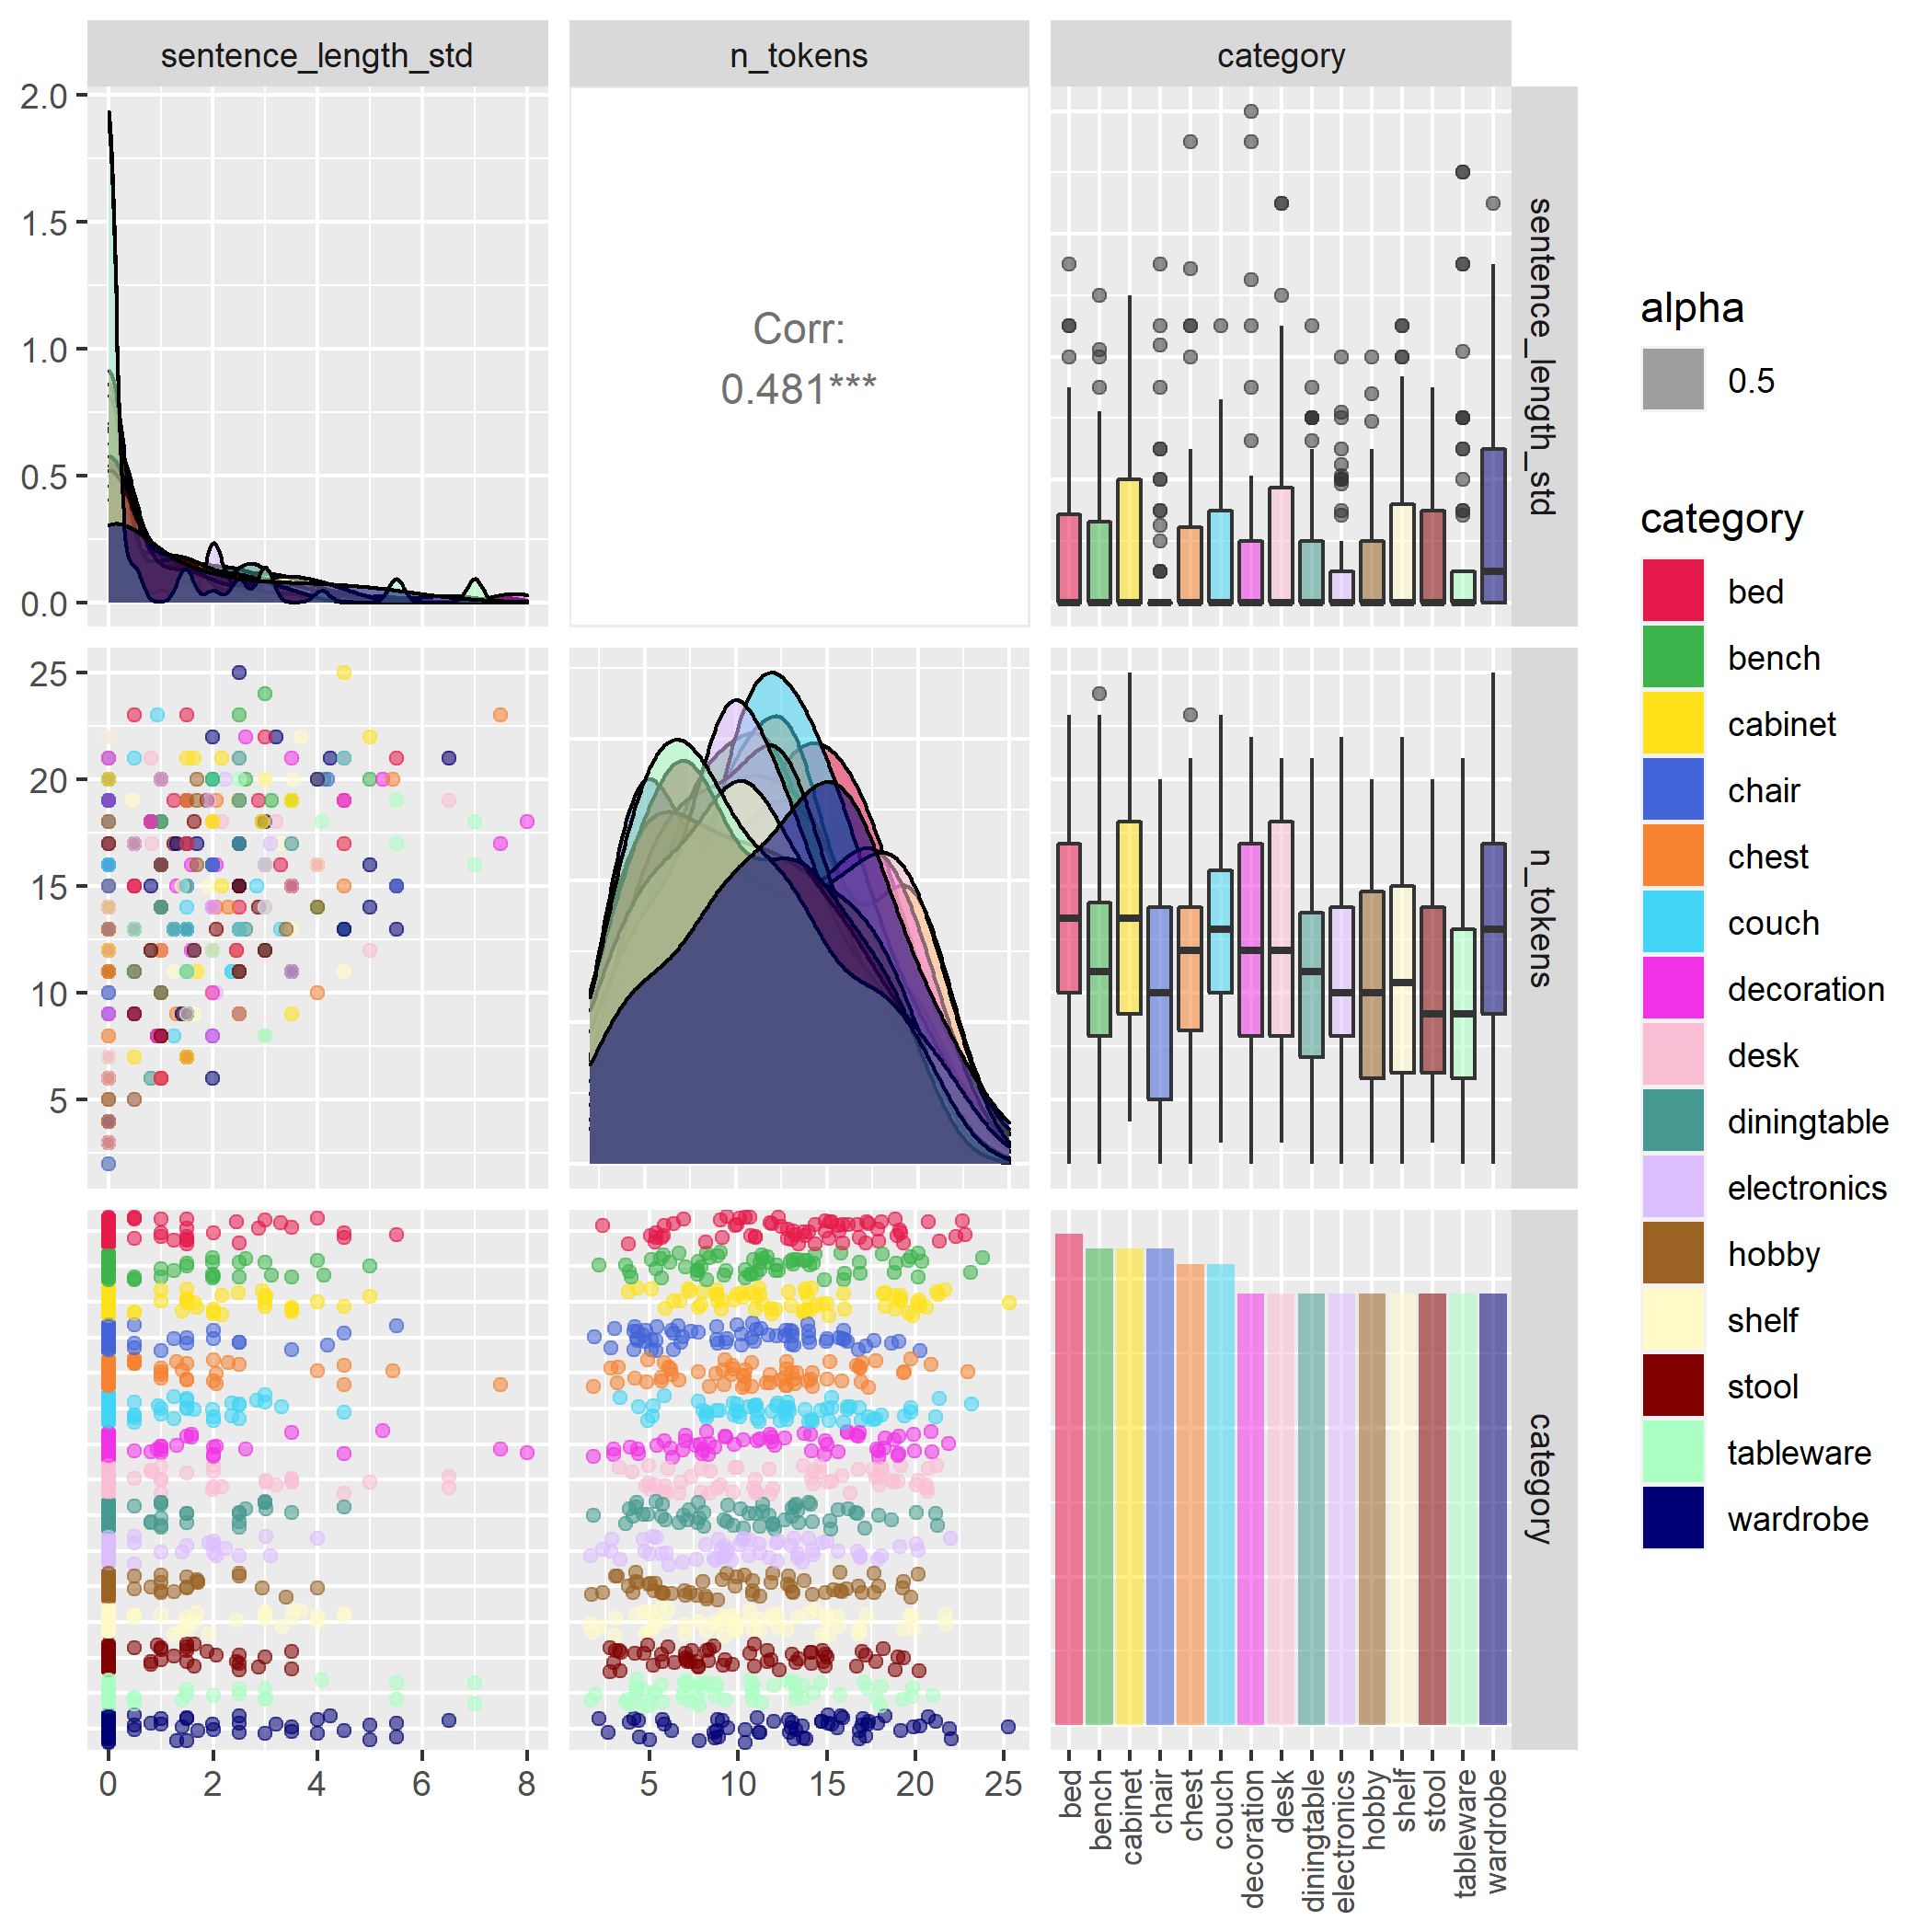 sentence_length_std
n_tokens
category
2.0
1.5
1.0
0.5
0.0
Corr:
0.481***
sentence_length_std
25
20
15
10
5
n_tokens
category
0
2
4
6
8
5
10
15
20
25
bed
bench
cabinet
chair
chest
couch
decoration
desk
diningtable
electronics
hobby
shelf
stool
tableware
wardrobe
alpha
0.5
category
bed
bench
cabinet
chair
chest
couch
decoration
desk
diningtable
electronics
hobby
shelf
stool
tableware
wardrobe